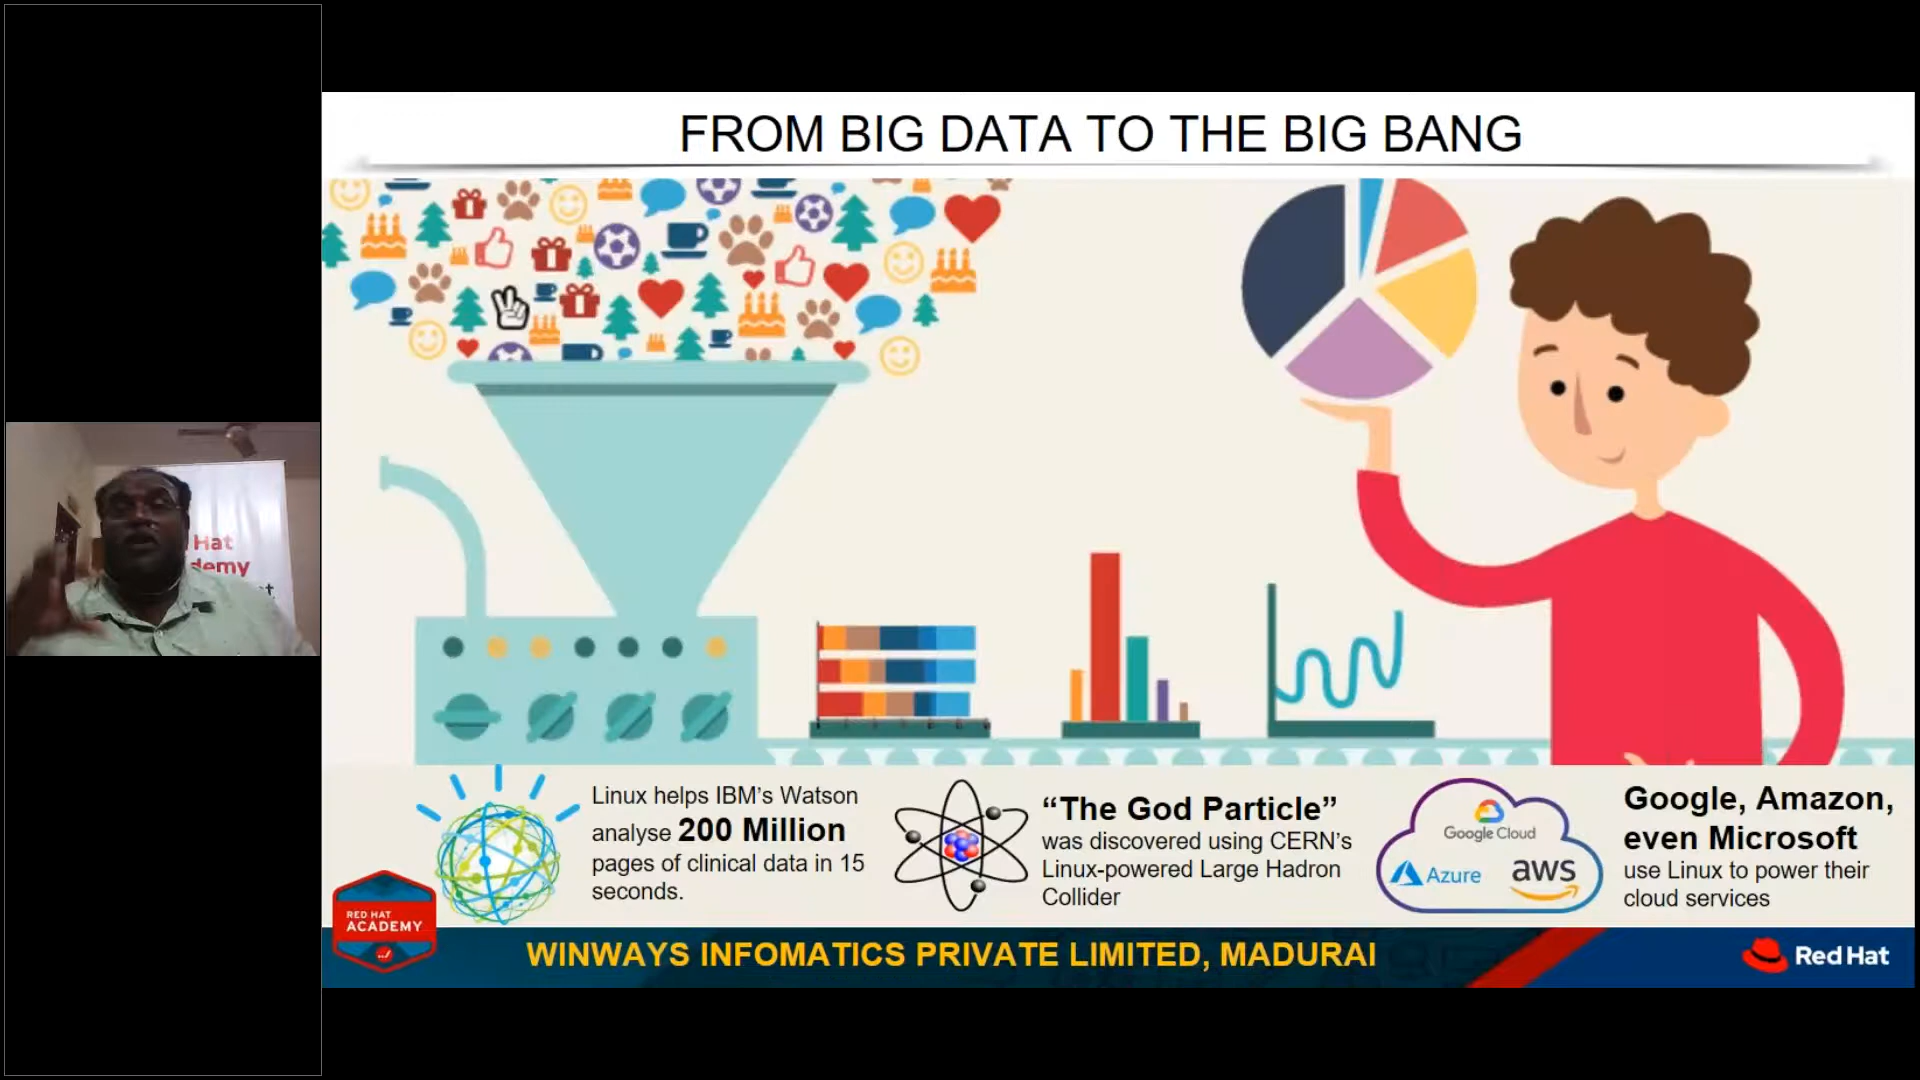 FROM BIG DATA TO THE BIG BANG
Hat
demy
Linux helps IBM’s Watson
analyse 200 Million
pages of clinical data in 15
seconds.
“The God Particle”
was discovered using CERN’s
Linux-powered Large Hadron
Collider
Google Cloud
Azure
aws
Google, Amazon,
even Microsoft
use Linux to power their
cloud services
RED HAT
ACADEMY
WINWAYS INFOMATICS PRIVATE LIMITED, MADURAI
Red Hat